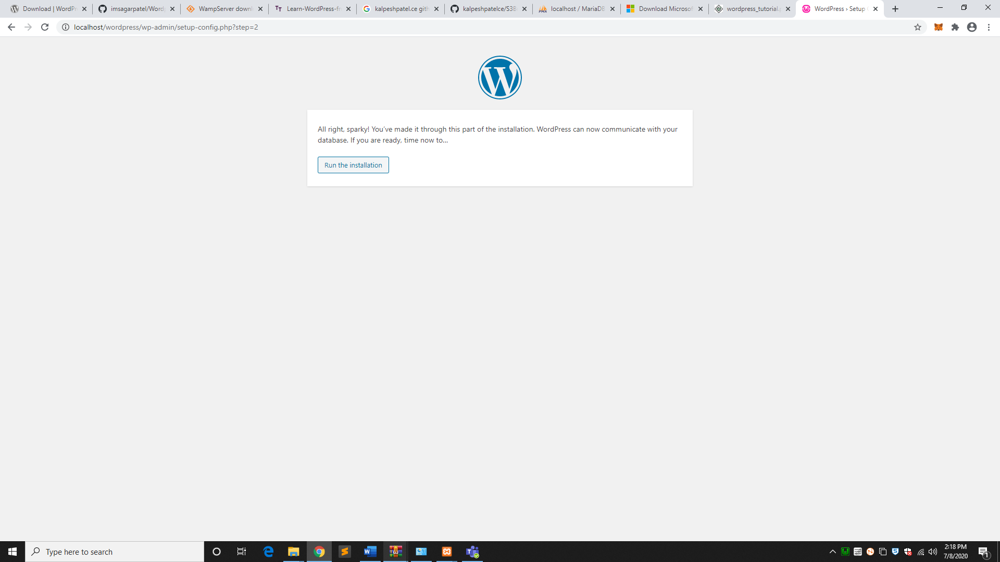 Download | WordPr
imsagarpatel/Wordp
WampServer downl
Learn-WordPress-fr
kalpeshpatel.ce gith
kalpeshpatelce/S3B
localhost / MariaDB
Download Microsof
wordpress_tutorial.p
WordPress › Setup
localhost/wordpress/wp-admin/setup-config.php?step=2
All right, sparky! You’ve made it through this part of the installation. WordPress can now communicate with your
database. If you are ready, time now to…
Run the installation
Type here to search
2:18 PM
7/8/2020
1